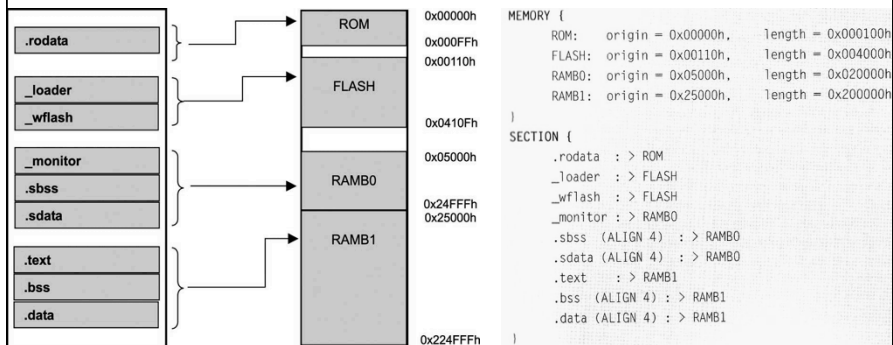 .rodata
_loader
_wflash
_monitor
.sbss
.sdata
.text
.bss
.data
ROM
FLASH
RAMB0
RAMB1
0x00000h
0x000FFh
0x00110h
0x0410Fh
0x05000h
0x24FFFh
0x25000h
0x224FFFh
MEMORY {
ROM: origin = 0x00000h, length = 0x000100h
FLASH: origin = 0x00110h, length = 0x004000h
RAMB0: origin = 0x05000h, length = 0x020000h
RAMB1: origin = 0x25000h, length = 0x200000h
}
SECTION {
.rodata : > ROM
_loader : > FLASH
_wflash : > FLASH
_monitor : > RAMB0
.sbss (ALIGN 4) : > RAMB0
.sdata (ALIGN 4) : > RAMB0
.text : > RAMB1
.bss (ALIGN 4) : > RAMB1
.data (ALIGN 4) : > RAMB1
}